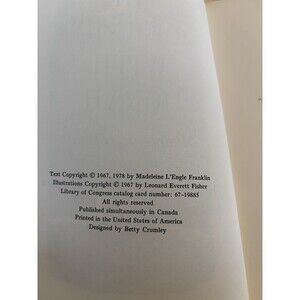 Text Copyright © 1967, 1978 by Madeleine L'Engle Franklin
Illustrations Copyright © 1967 by Leonard Everett Fisher
Library of Congress catalog card number: 67-19885
All rights reserved
Published simultaneously in Canada
Printed in the United States of America
Designed by Betty Crumley